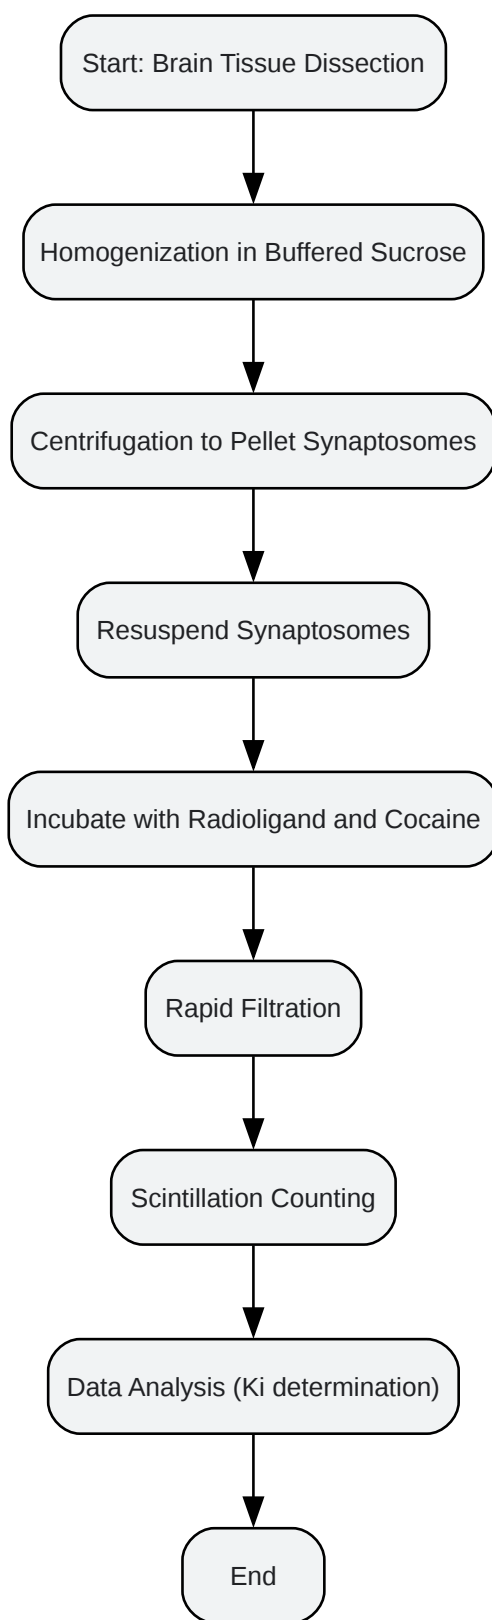 Start: Brain Tissue Dissection
Homogenization in Buffered Sucrose
Centrifugation to Pellet Synaptosomes
Resuspend Synaptosomes
Incubate with Radioligand and Cocaine
Rapid Filtration
Scintillation Counting
Data Analysis (Ki determination)
End